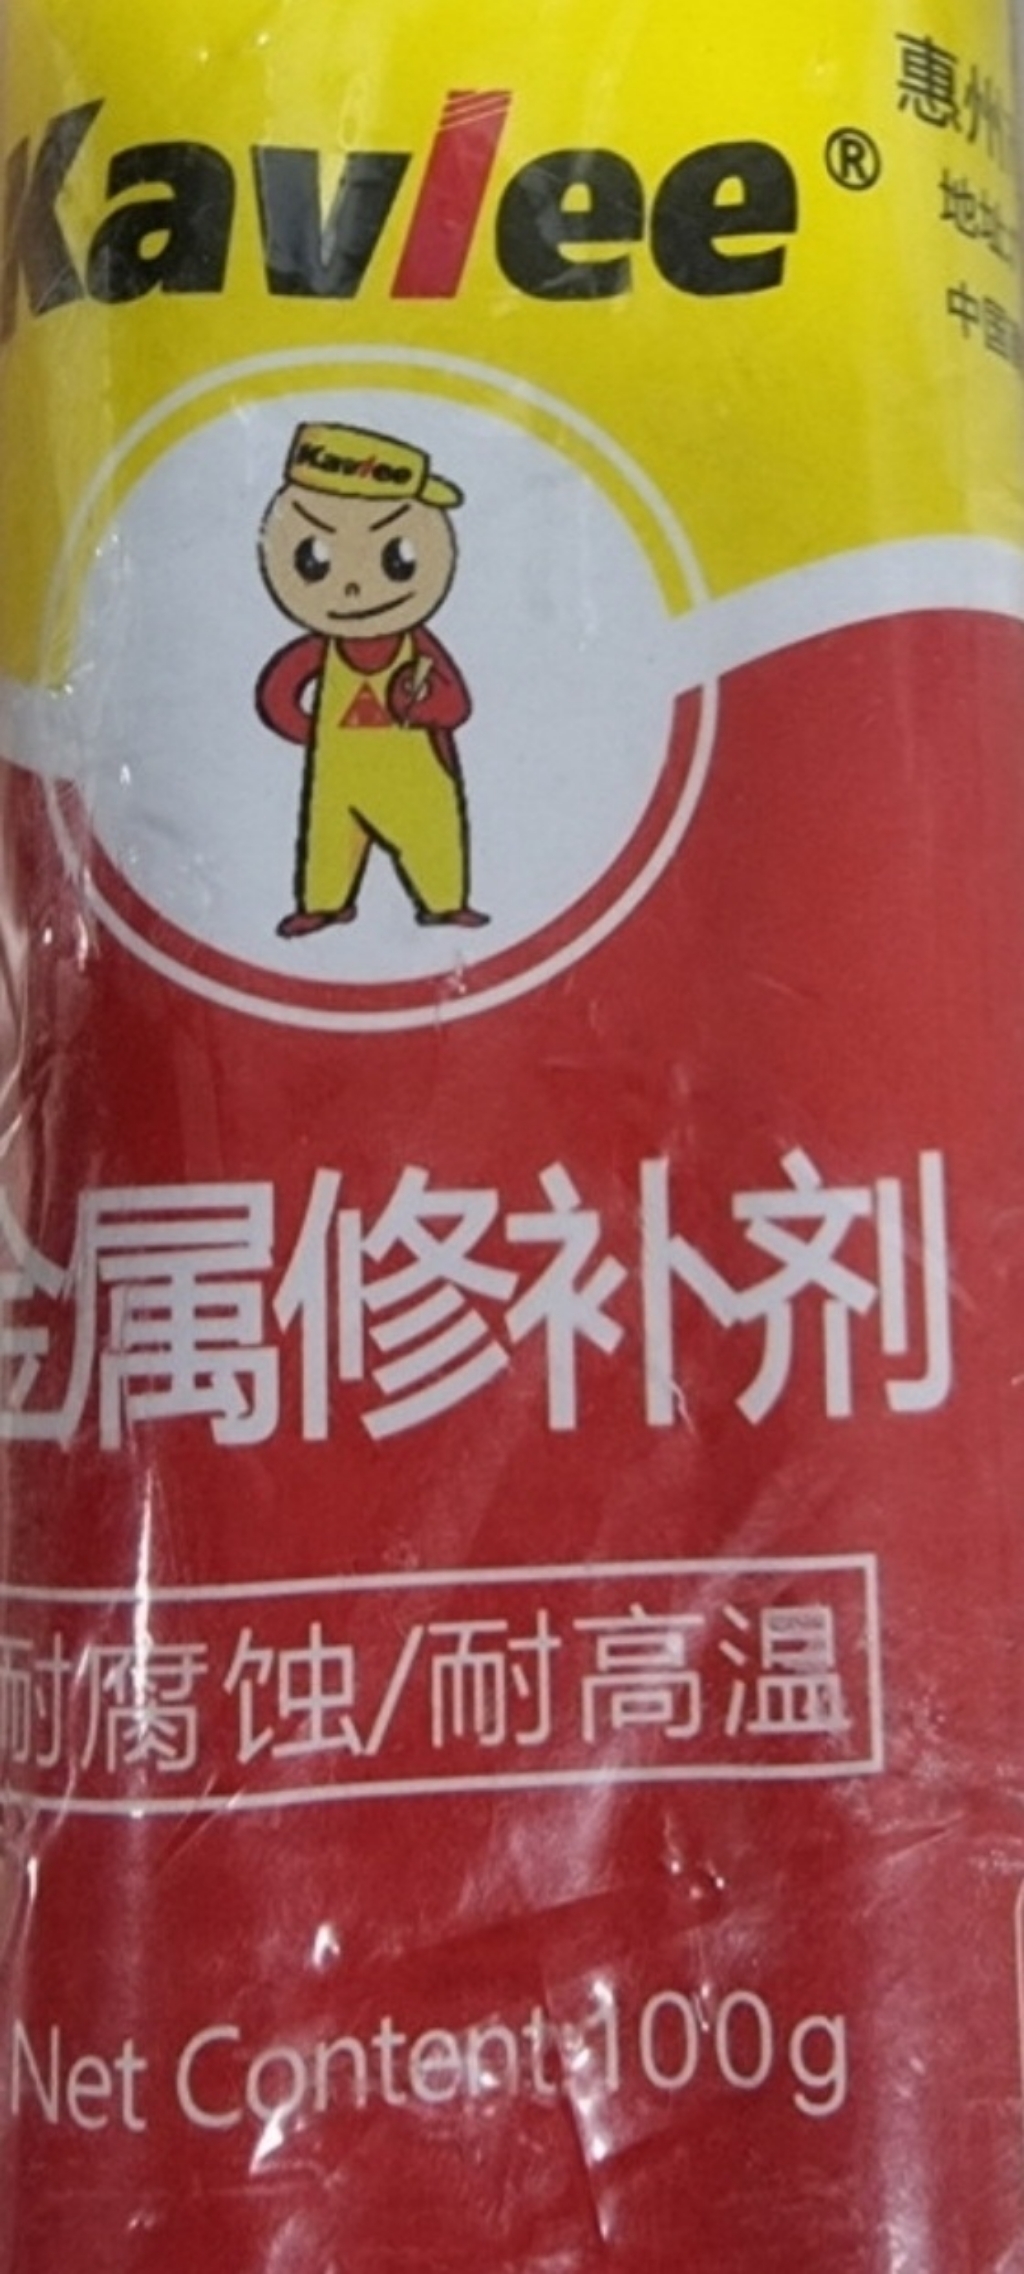 Kavlee®
惠州
地址
中国
Kavlee
金属修补剂
耐腐蚀/耐高温
Net Content:100g